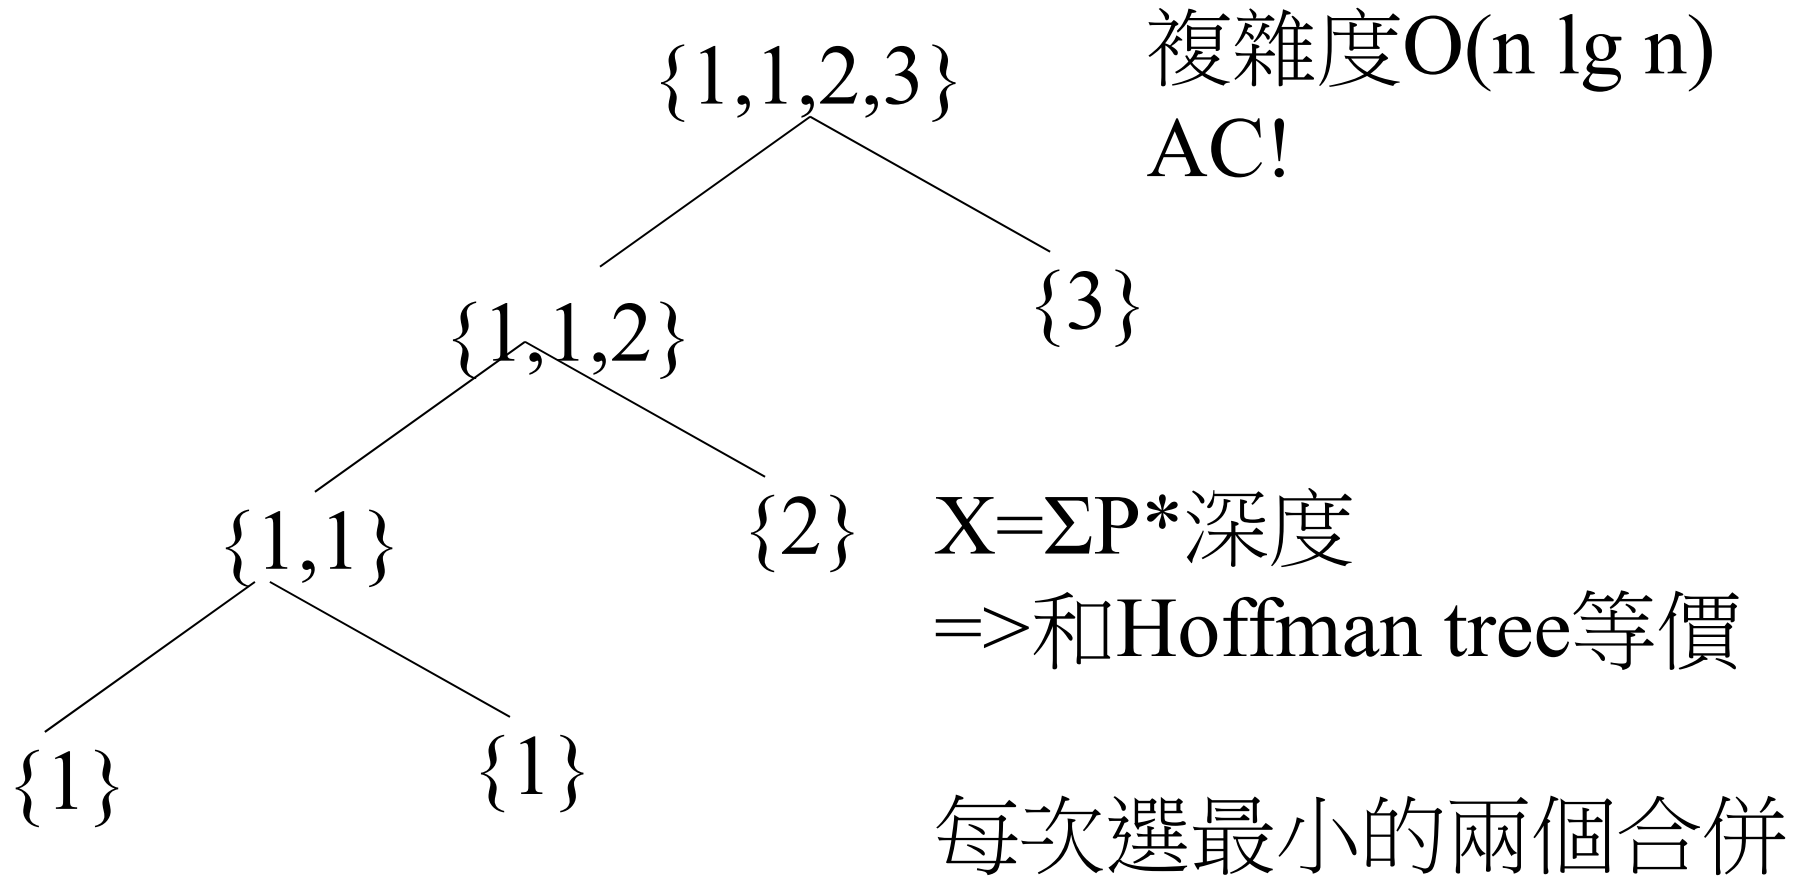 {1,1,2,3}
複雜度O(n lg n)
AC!
{3}
{1,1,2}
{2}
{1,1}
X=ΣP*深度
=>和Hoffman tree等價
{1}
{1}
每次選最小的兩個合併